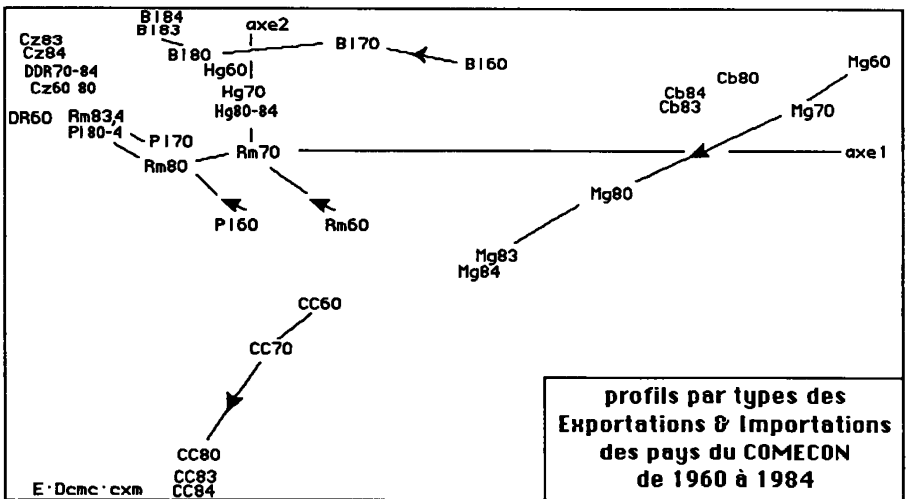 Bl84
Bl83
axe2
Cz83
Cz84
DDR70-84
Cz60 80
Bl80
Bl70
Bl60
Hg60
Hg70
Hg80-84
Cb80
Cb84
Cb83
Mg60
Mg70
DR60
Rm83,4
Pl80-4
Pl70
Rm80
Rm70
axe1
Mg80
Pl60
Rm60
Mg83
Mg84
CC60
CC70
CC80
CC83
CC84
E·Dcmc·exm
profils par types des
Exportations & Importations
des pays du COMECON
de 1960 à 1984